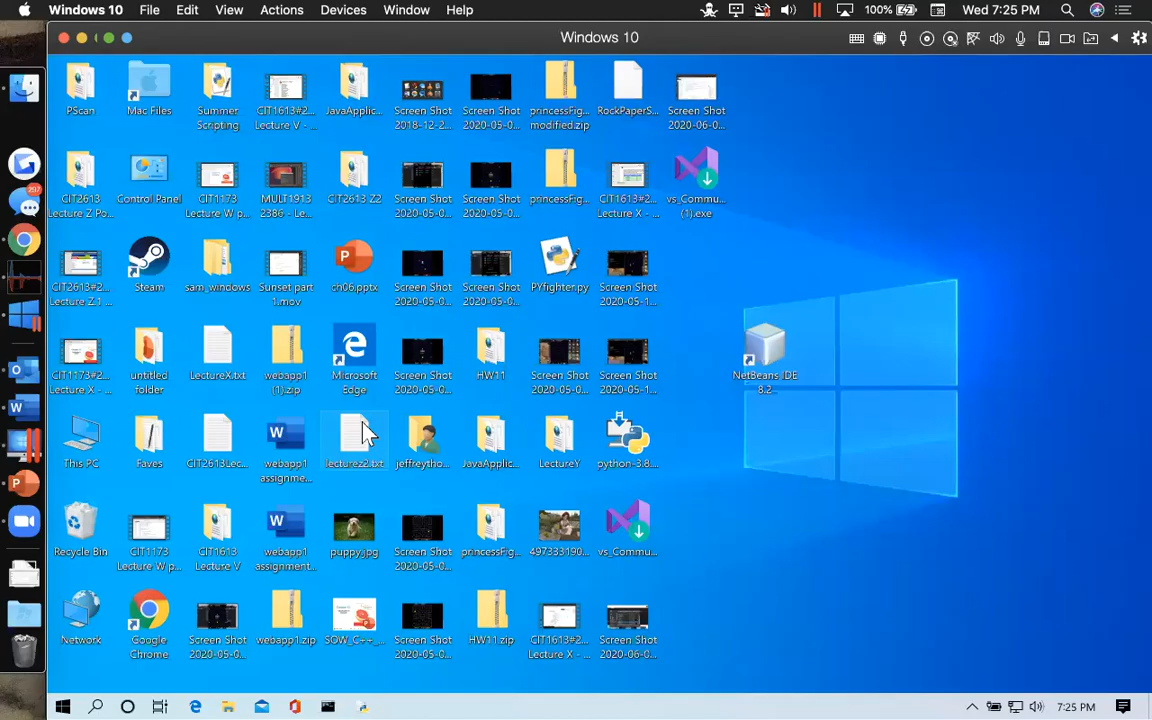 Windows 10 File Edit View Actions Devices Window Help 100% Wed 7:25 PM
Windows 10
297
PScan
Mac Files
Summer Scripting
CIT1613#2... Lecture V - ...
JavaApplic...
Screen Shot 2018-12-2...
Screen Shot 2020-05-0...
princessFig... modified.zip
RockPaperS...
Screen Shot 2020-06-0...
CIT2613 Lecture Z Po...
Control Panel
CIT1173 Lecture W p...
MULT1913 2386 - Le...
CIT2613 Z2
Screen Shot 2020-05-0...
Screen Shot 2020-05-0...
princessFig...
CIT1613#2... Lecture X - ...
vs_Commu... (1).exe
CIT2613#2... Lecture Z.1 ...
Steam
sam_windows
Sunset part 1.mov
ch06.pptx
Screen Shot 2020-05-0...
Screen Shot 2020-05-0...
PYfighter.py
Screen Shot 2020-05-1...
CIT1173#2... Lecture X - ...
untitled folder
LectureX.txt
webapp1 (1).zip
Microsoft Edge
Screen Shot 2020-05-0...
HW11
Screen Shot 2020-05-0...
Screen Shot 2020-05-1...
NetBeans IDE 8.2
This PC
Faves
CIT2613Lec...
webapp1 assignme...
lecturez2.txt
jeffreytho...
JavaApplic...
LectureY
python-3.8....
Recycle Bin
CIT1173 Lecture W p...
CIT1613 Lecture V
webapp1 assignment...
puppy.jpg
Screen Shot 2020-05-0...
princessFig...
497333190...
vs_Commu...
Network
Google Chrome
Screen Shot 2020-05-0...
webapp1.zip
SOW_C++_...
Screen Shot 2020-05-0...
HW11.zip
CIT1613#2... Lecture X - ...
Screen Shot 2020-06-0...
7:25 PM